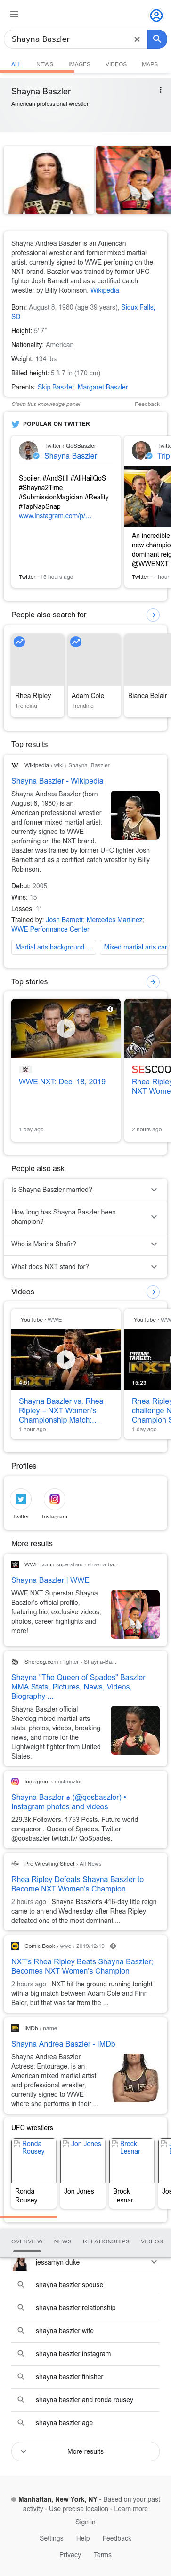 Shayna Baszler
ALL NEWS IMAGES VIDEOS MAPS
Shayna Baszler
American professional wrestler
Shayna Andrea Baszler is an American
professional wrestler and former mixed martial
artist, currently signed to WWE performing on the
NXT brand. Baszler was trained by former UFC
fighter Josh Barnett and as a certified catch
wrestler by Billy Robinson. Wikipedia
Born: August 8, 1980 (age 39 years), Sioux Falls,
SD
Height: 5′ 7″
Nationality: American
Weight: 134 lbs
Billed height: 5 ft 7 in (170 cm)
Parents: Skip Baszler, Margaret Baszler
Claim this knowledge panel
Feedback
POPULAR ON TWITTER
Twitter › QoSBaszler
Shayna Baszler
Spoiler. #AndStill #AllHailQoS
#Shayna2Time
#SubmissionMagician #Reality
#TapNapSnap
www.instagram.com/p/…
Twitter · 15 hours ago
Twitte
Tripl
An incredible
new champio
dominant reig
@WWENXT
Twitter · 1 hour
People also search for
Rhea Ripley
Trending
Adam Cole
Trending
Bianca Belair
Top results
Wikipedia › wiki › Shayna_Baszler
Shayna Baszler - Wikipedia
Shayna Andrea Baszler (born
August 8, 1980) is an
American professional wrestler
and former mixed martial artist,
currently signed to WWE
performing on the NXT brand.
Baszler was trained by former UFC fighter Josh
Barnett and as a certified catch wrestler by Billy
Robinson.
Debut: 2005
Wins: 15
Losses: 11
Trained by: Josh Barnett; Mercedes Martinez;
WWE Performance Center
Martial arts background ...
Mixed martial arts car
Top stories
WWE NXT: Dec. 18, 2019
1 day ago
SESCOO
Rhea Ripley
NXT Wome
2 hours ago
People also ask
Is Shayna Baszler married?
How long has Shayna Baszler been
champion?
Who is Marina Shafir?
What does NXT stand for?
Videos
YouTube · WWE
4:51
NXT
Shayna Baszler vs. Rhea
Ripley – NXT Women's
Championship Match:…
1 hour ago
YouTube · WW
PRIME
TARGET:
NXT
15:23
Rhea Ripley
challenge N
Champion S
1 day ago
Profiles
Twitter
Instagram
More results
WWE.com › superstars › shayna-ba...
Shayna Baszler | WWE
WWE NXT Superstar Shayna
Baszler's official profile,
featuring bio, exclusive videos,
photos, career highlights and
more!
Sherdog.com › fighter › Shayna-Ba...
Shayna "The Queen of Spades" Baszler
MMA Stats, Pictures, News, Videos,
Biography ...
Shayna Baszler official
Sherdog mixed martial arts
stats, photos, videos, breaking
news, and more for the
Lightweight fighter from United
States.
Instagram › qosbaszler
Shayna Baszler ♠ (@qosbaszler) •
Instagram photos and videos
229.3k Followers, 1753 Posts. Future world
conqueror . Queen of Spades. Twitter
@qosbaszler twitch.tv/ QoSpades.
Pro Wrestling Sheet › All News
Rhea Ripley Defeats Shayna Baszler to
Become NXT Women's Champion
2 hours ago · Shayna Baszler's 416-day title reign
came to an end Wednesday after Rhea Ripley
defeated one of the most dominant ...
Comic Book › wwe › 2019/12/19
NXT's Rhea Ripley Beats Shayna Baszler;
Becomes NXT Women's Champion
2 hours ago · NXT hit the ground running tonight
with a big match between Adam Cole and Finn
Balor, but that was far from the ...
IMDb › name
Shayna Andrea Baszler - IMDb
Shayna Andrea Baszler,
Actress: Entourage. is an
American mixed martial artist
and professional wrestler,
currently signed to WWE
where she performs in their ...
UFC wrestlers
Ronda
Rousey
Jon Jones
Brock
Lesnar
J
Ronda
Rousey
Jon Jones
Brock
Lesnar
Jos
OVERVIEW NEWS RELATIONSHIPS VIDEOS
jessamyn duke
shayna baszler spouse
shayna baszler relationship
shayna baszler wife
shayna baszler instagram
shayna baszler finisher
shayna baszler and ronda rousey
shayna baszler age
More results
Manhattan, New York, NY - Based on your past
activity - Use precise location - Learn more
Sign in
Settings Help Feedback
Privacy Terms